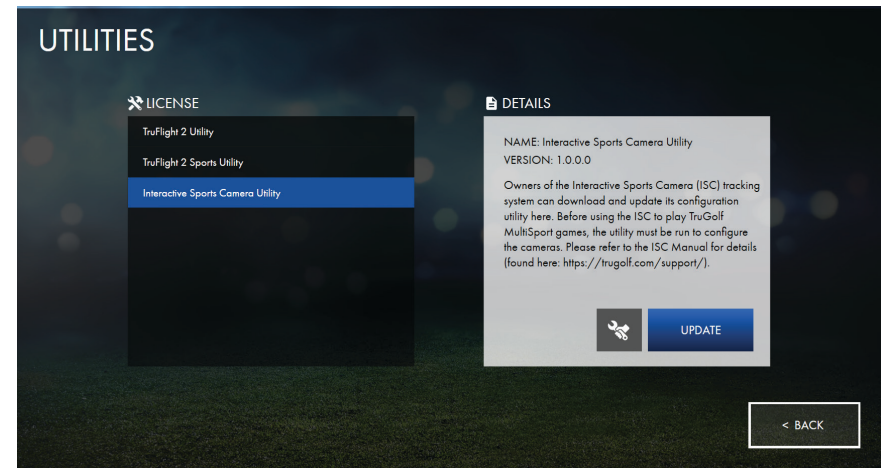 UTILITIES
LICENSE
TruFlight 2 Utility
TruFlight 2 Sports Utility
Interactive Sports Camera Utility
DETAILS
NAME: Interactive Sports Camera Utility
VERSION: 1.0.0.0
Owners of the Interactive Sports Camera (ISC) tracking
system can download and update its configuration
utility here. Before using the ISC to play TruGolf
MultiSport games, the utility must be run to configure
the cameras. Please refer to the ISC Manual for details
(found here: https://trugolf.com/support/).
UPDATE
< BACK